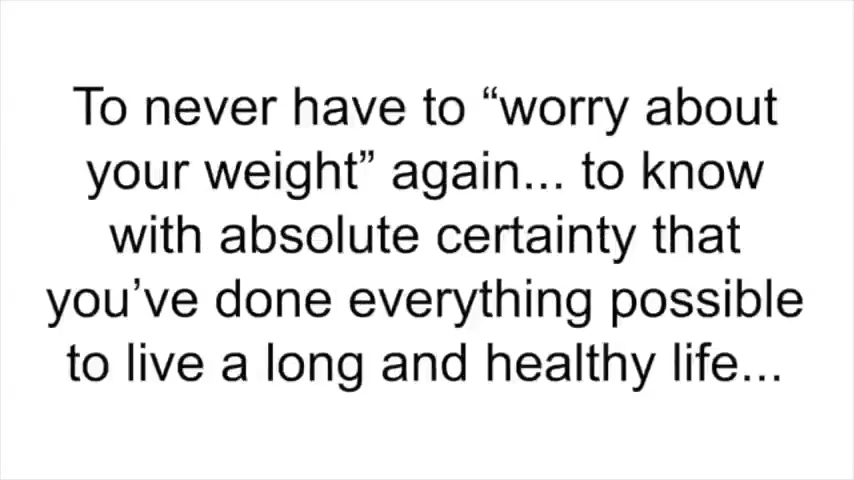 To never have to “worry about
your weight” again... to know
with absolute certainty that
you’ve done everything possible
to live a long and healthy life...